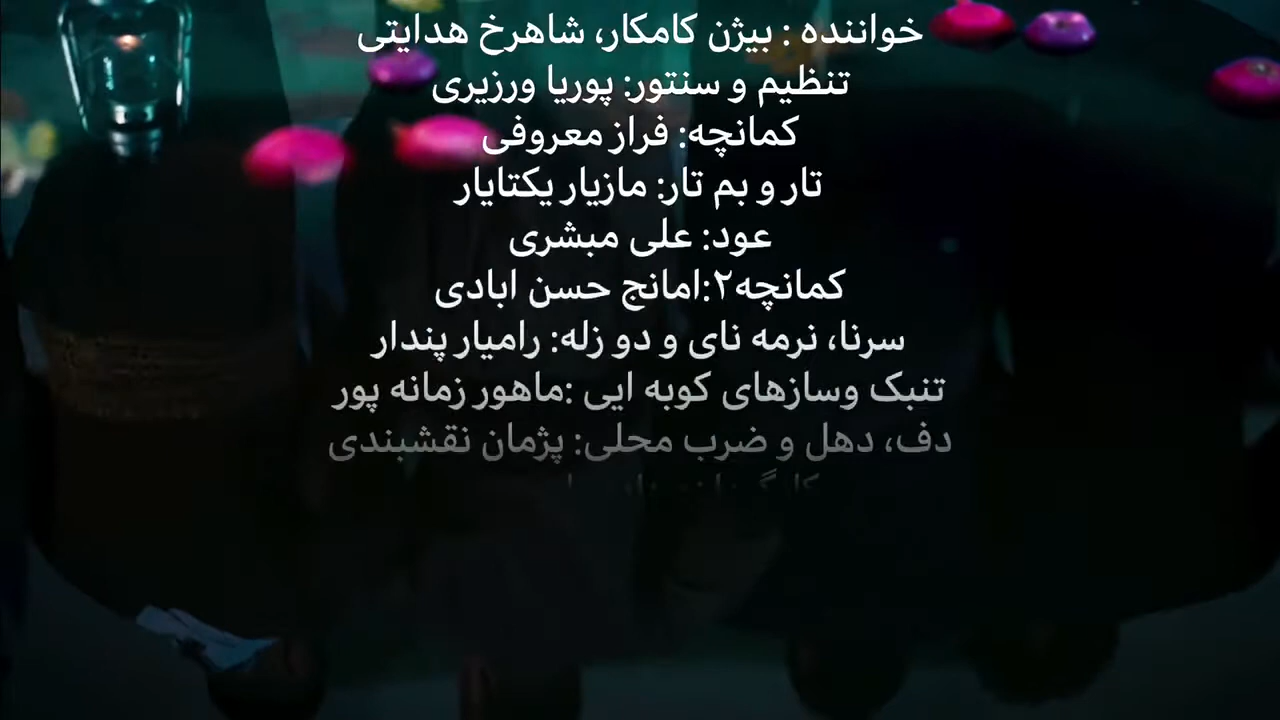 خواننده : بیژن کامکار، شاهرخ هدایتی
تنظیم و سنتور: پوریا ورزیری
کمانچه: فراز معروفی
تار و بم تار: مازیار یکتایار
عود: علی مبشری
کمانچه۲:امانج حسن ابادی
سرنا، نرمه نای و دو زله: رامیار پندار
تنبک وسازهای کوبه ایی :ماهور زمانه پور
دف، دهل و ضرب محلی: پژمان نقشبندی